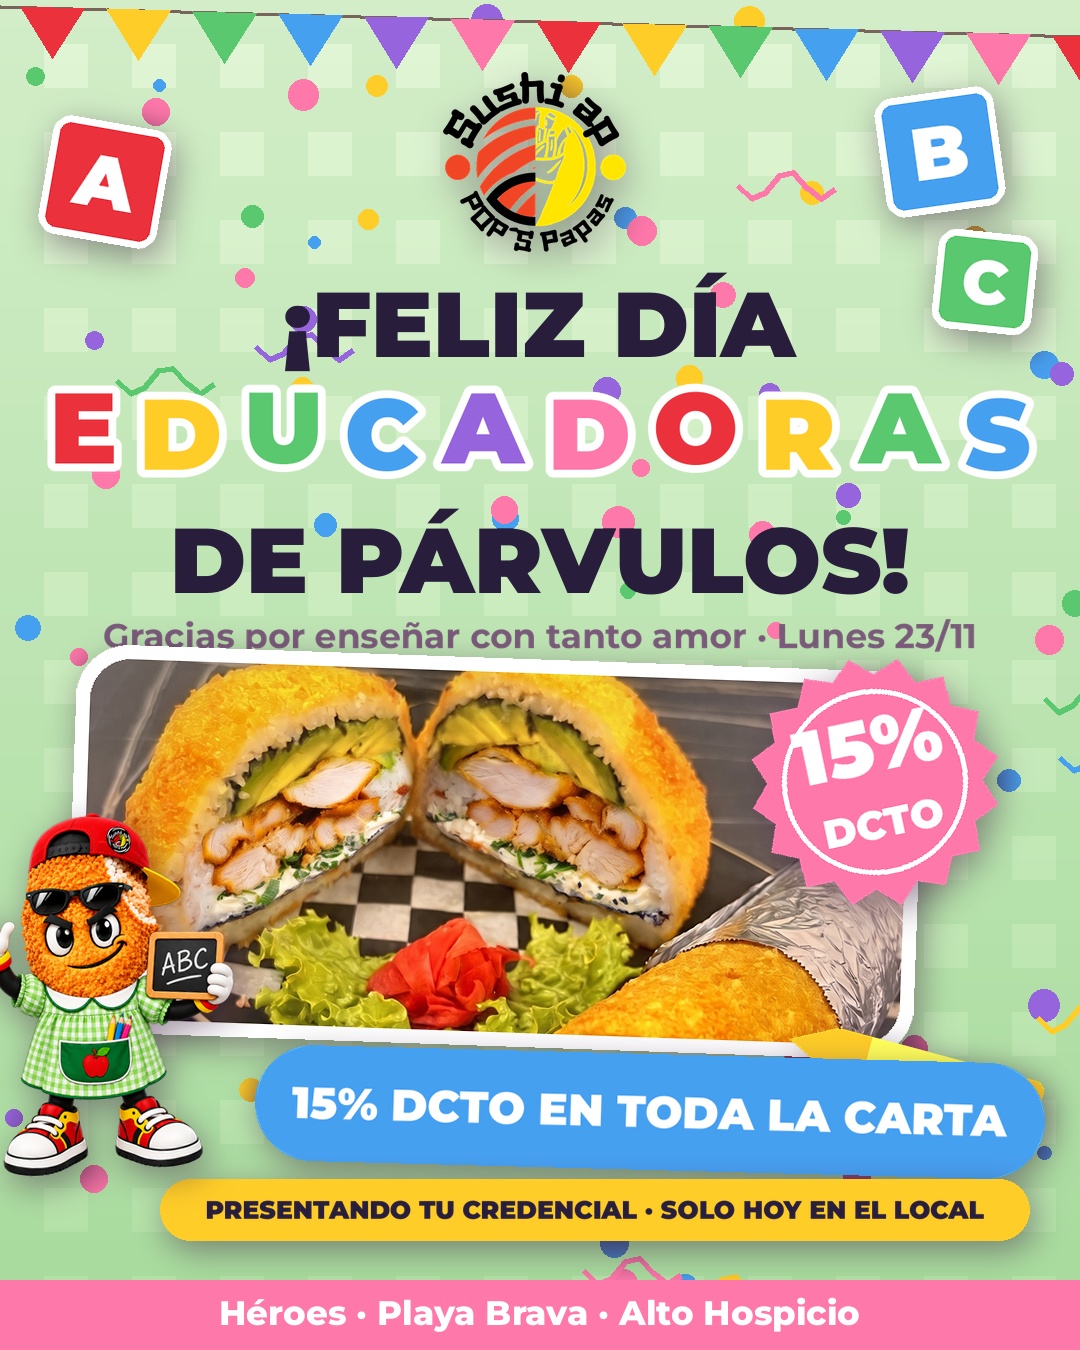 Sushi ap
POP'S Papas
A
B
C
¡FELIZ DÍA
EDUCADORAS
DE PÁRVULOS!
Gracias por enseñar con tanto amor · Lunes 23/11
15%
DCTO
ABC
15% DCTO EN TODA LA CARTA
PRESENTANDO TU CREDENCIAL · SOLO HOY EN EL LOCAL
Héroes · Playa Brava · Alto Hospicio